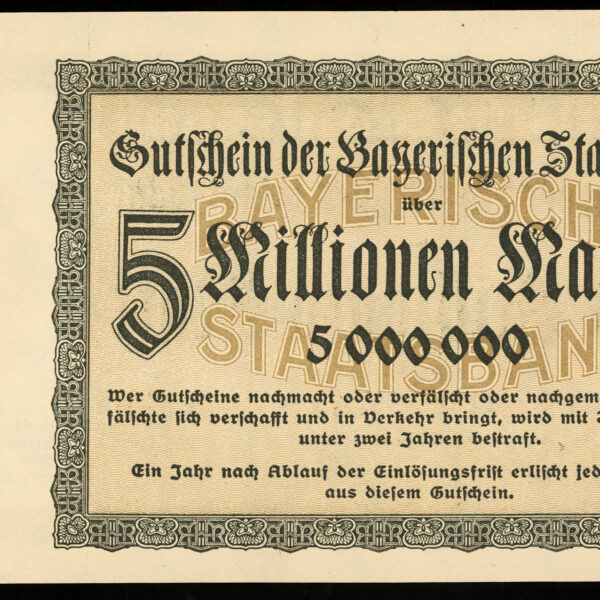 Gutschein der Bayerischen Sta
über
5 Millionen Ma
5 000 000
BAYERISCH
STAATSBAN
Wer Gutscheine nachmacht oder verfälscht oder nachgem
fälschte sich verschafft und in Verkehr bringt, wird mit
unter zwei Jahren bestraft.
Ein Jahr nach Ablauf der Einlösungsfrist erlischt jed
aus diesem Gutschein.